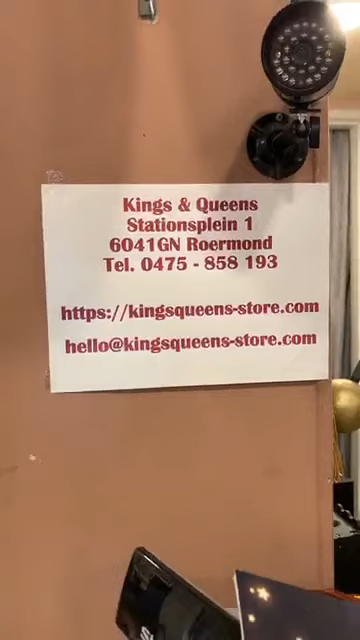 Kings & Queens
Stationsplein 1
6041GN Roermond
Tel. 0475 - 858 193
https://kingsqueens-store.com
hello@kingsqueens-store.com